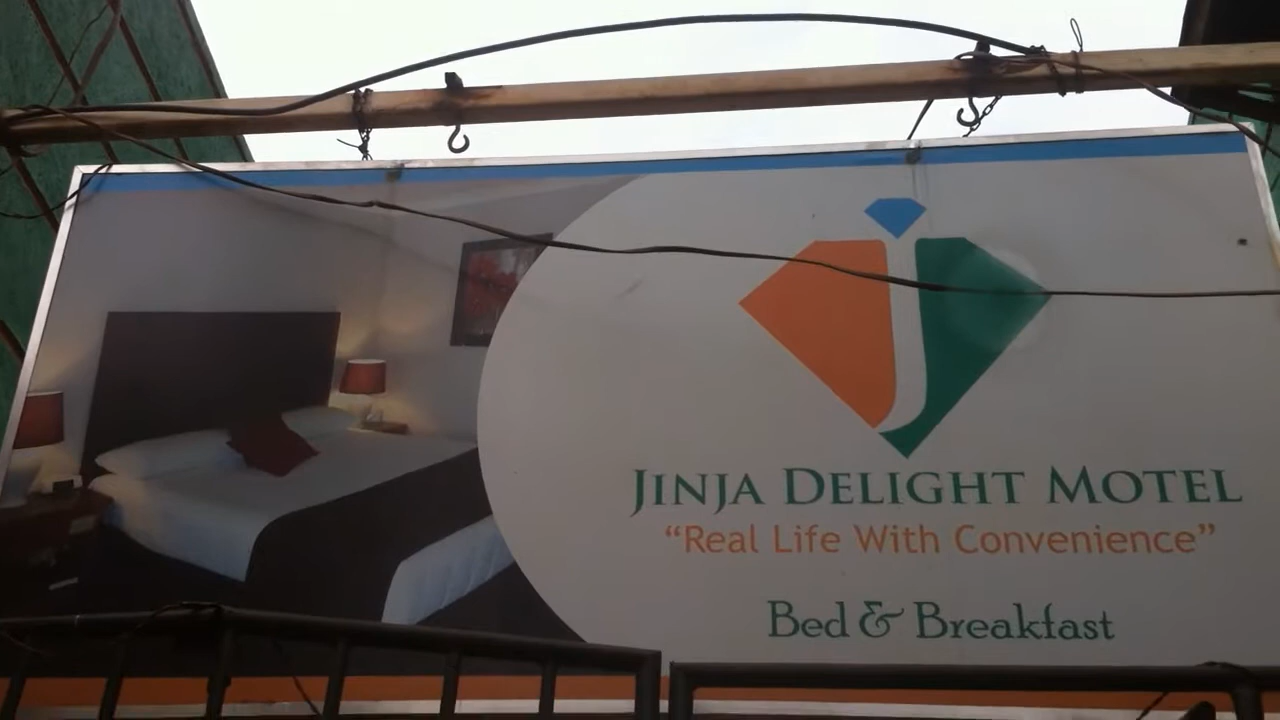 Jinja Delight Motel
“Real Life With Convenience”
Bed & Breakfast